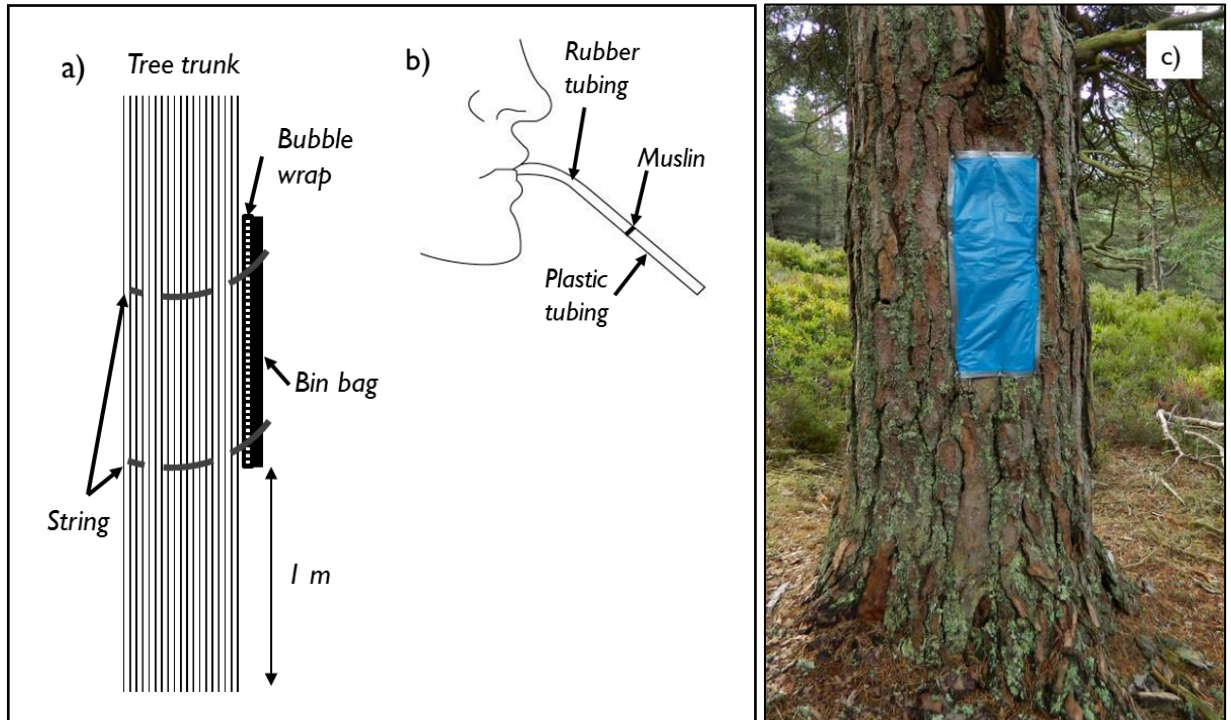 a)
Tree trunk
Bubble
wrap
Bin bag
String
1 m
b)
Rubber
tubing
Muslin
Plastic
tubing
c)